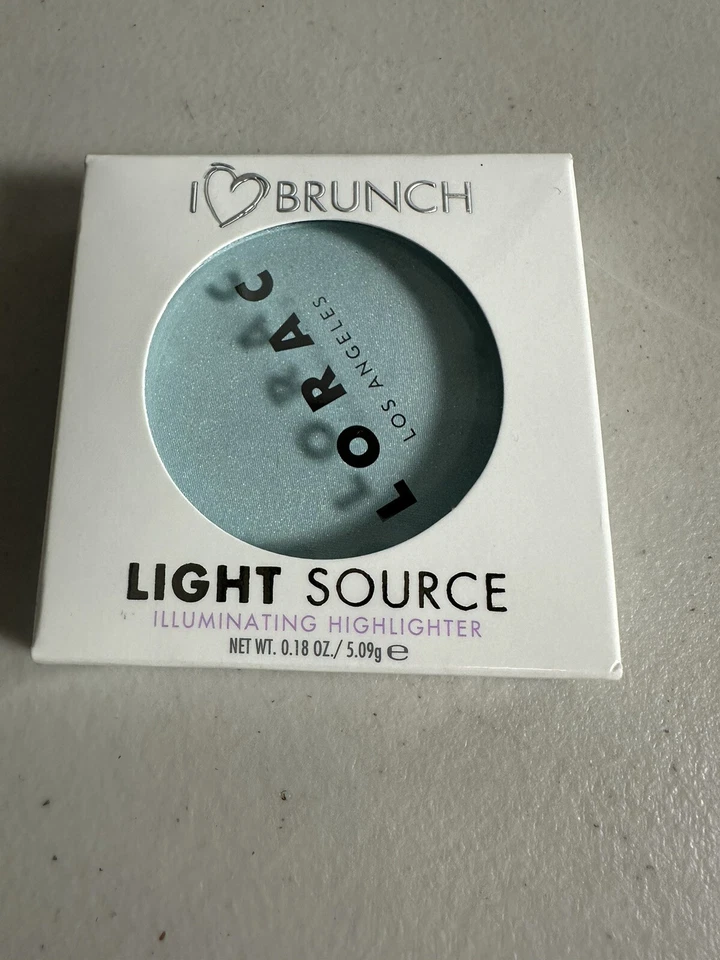 I ♡ BRUNCH
LORAC
LOS ANGELES
LIGHT SOURCE
ILLUMINATING HIGHLIGHTER
NET WT. 0.18 OZ./ 5.09g ℮